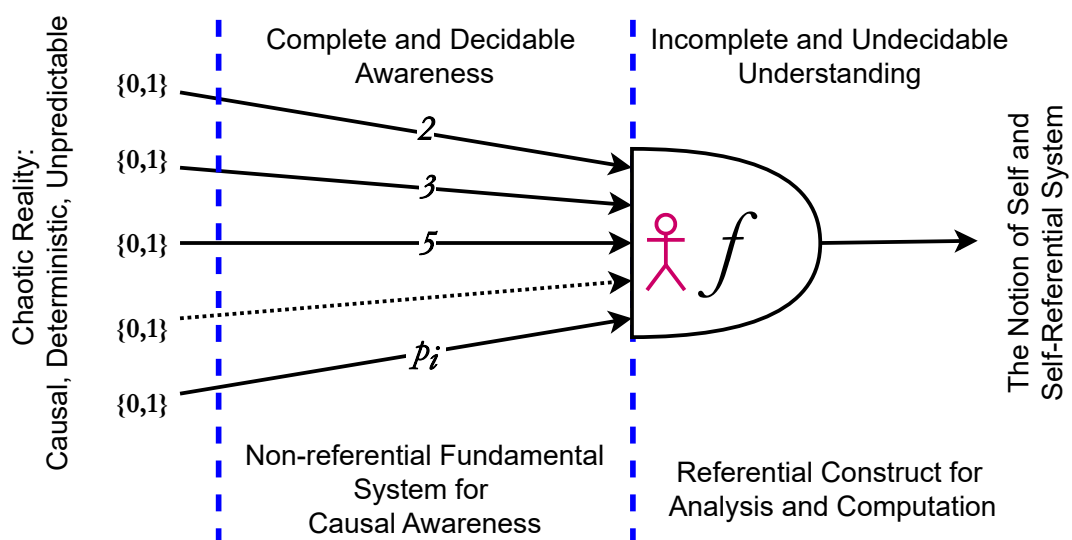 Chaotic Reality:
Causal, Deterministic, Unpredictable
{0,1}
{0,1}
{0,1}
{0,1}
{0,1}
Complete and Decidable
Awareness
2
3
5
pi
Non-referential Fundamental
System for
Causal Awareness
Incomplete and Undecidable
Understanding
f
Referential Construct for
Analysis and Computation
The Notion of Self and
Self-Referential System